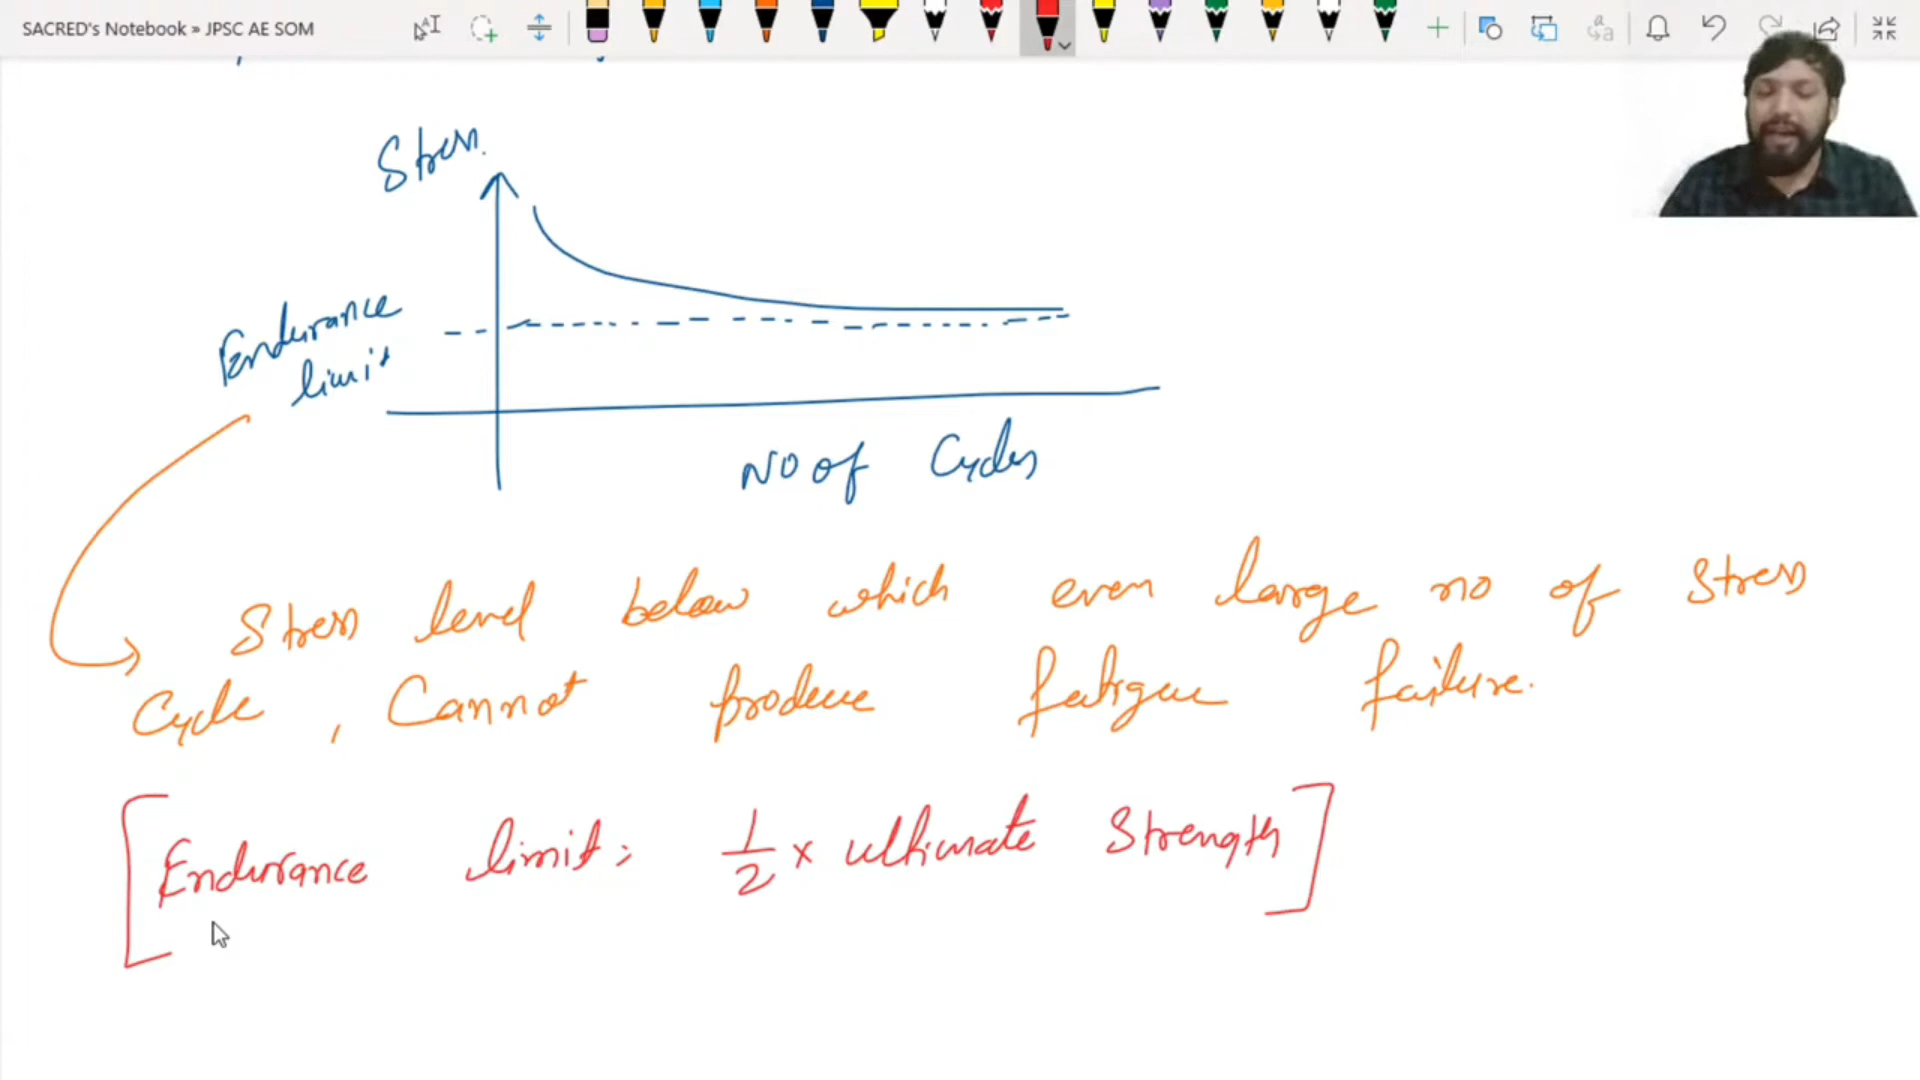 SACRED's Notebook » JPSC AE SOM
Stress.
Endurance
limit
No of Cycles
Stress level below which even large no of stress
Cycle, Cannot produce fatigue failure.
[Endurance limit: 1/2 x ultimate Strength]